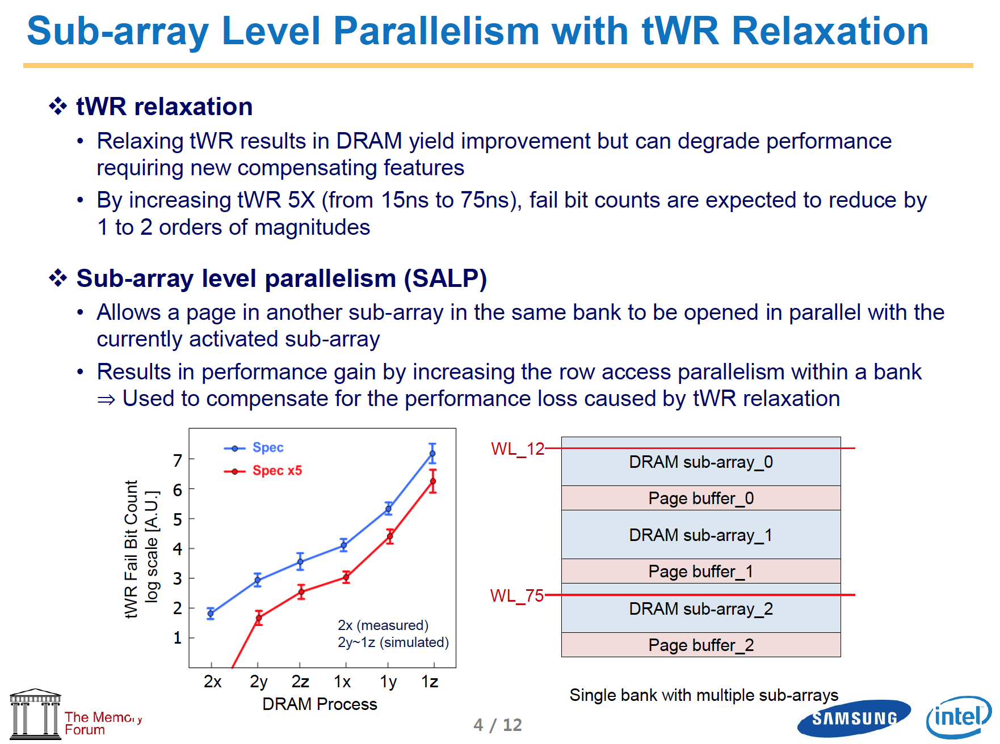 Sub-array Level Parallelism with tWR Relaxation
❖ tWR relaxation
• Relaxing tWR results in DRAM yield improvement but can degrade performance
requiring new compensating features
• By increasing tWR 5X (from 15ns to 75ns), fail bit counts are expected to reduce by
1 to 2 orders of magnitudes
❖ Sub-array level parallelism (SALP)
• Allows a page in another sub-array in the same bank to be opened in parallel with the
currently activated sub-array
• Results in performance gain by increasing the row access parallelism within a bank
⇒ Used to compensate for the performance loss caused by tWR relaxation
tWR Fail Bit Count
log scale [A.U.]
7
6
5
4
3
2
1
Spec
Spec x5
2x (measured)
2y~1z (simulated)
2x 2y 2z 1x 1y 1z
DRAM Process
WL_12
DRAM sub-array_0
Page buffer_0
DRAM sub-array_1
Page buffer_1
WL_75
DRAM sub-array_2
Page buffer_2
Single bank with multiple sub-arrays
The Memory
Forum
4 / 12
SAMSUNG
intel